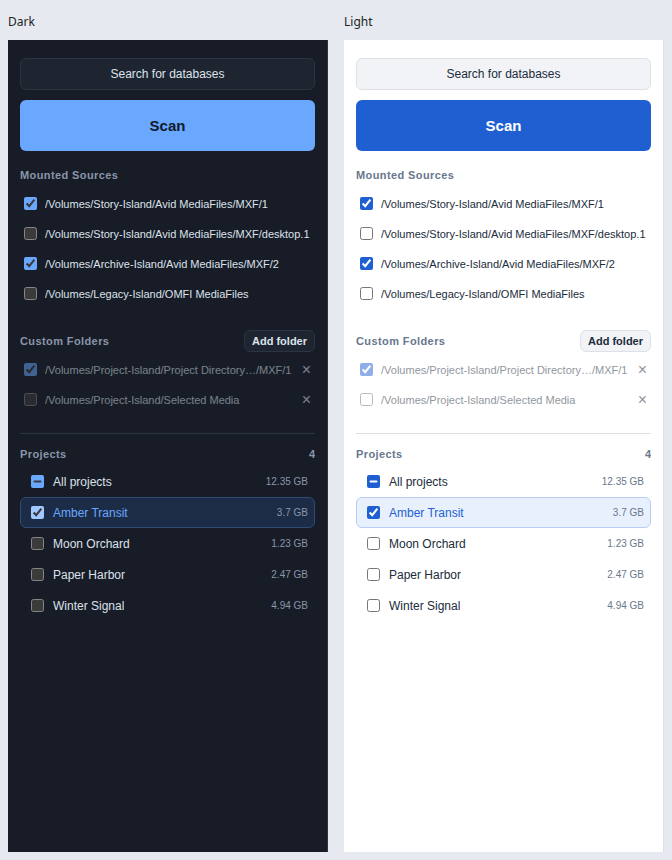 Dark
Search for databases
Scan
Mounted Sources
/Volumes/Story-Island/Avid MediaFiles/MXF/1
/Volumes/Story-Island/Avid MediaFiles/MXF/desktop.1
/Volumes/Archive-Island/Avid MediaFiles/MXF/2
/Volumes/Legacy-Island/OMFI MediaFiles
Custom Folders Add folder
/Volumes/Project-Island/Project Directory…/MXF/1 ×
/Volumes/Project-Island/Selected Media ×
Projects 4
All projects 12.35 GB
Amber Transit 3.7 GB
Moon Orchard 1.23 GB
Paper Harbor 2.47 GB
Winter Signal 4.94 GB
Light
Search for databases
Scan
Mounted Sources
/Volumes/Story-Island/Avid MediaFiles/MXF/1
/Volumes/Story-Island/Avid MediaFiles/MXF/desktop.1
/Volumes/Archive-Island/Avid MediaFiles/MXF/2
/Volumes/Legacy-Island/OMFI MediaFiles
Custom Folders Add folder
/Volumes/Project-Island/Project Directory…/MXF/1 ×
/Volumes/Project-Island/Selected Media ×
Projects 4
All projects 12.35 GB
Amber Transit 3.7 GB
Moon Orchard 1.23 GB
Paper Harbor 2.47 GB
Winter Signal 4.94 GB